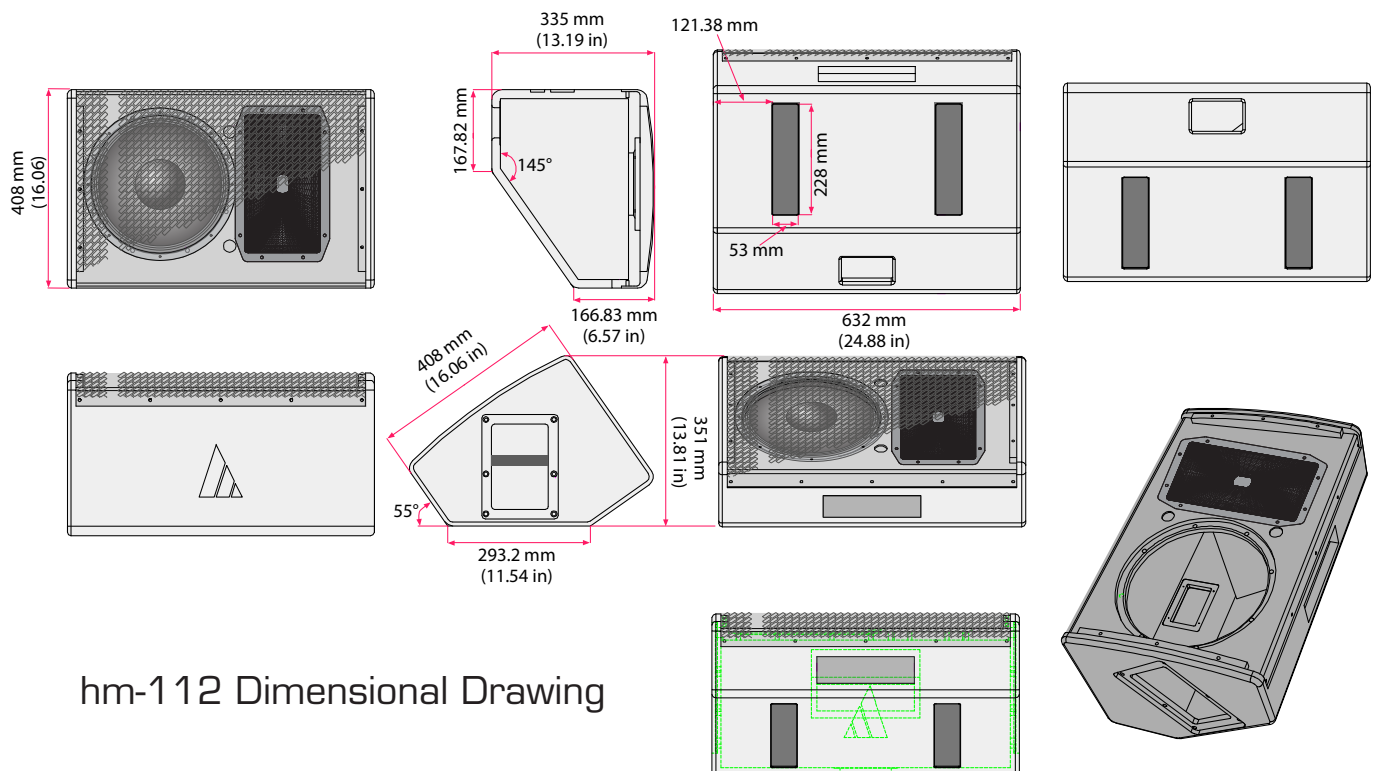 335 mm
(13.19 in)
121.38 mm
408 mm
(16.06)
167.82 mm
145°
228 mm
53 mm
166.83 mm
(6.57 in)
632 mm
(24.88 in)
408 mm
(16.06 in)
351 mm
(13.81 in)
55°
293.2 mm
(11.54 in)
hm-112 Dimensional Drawing